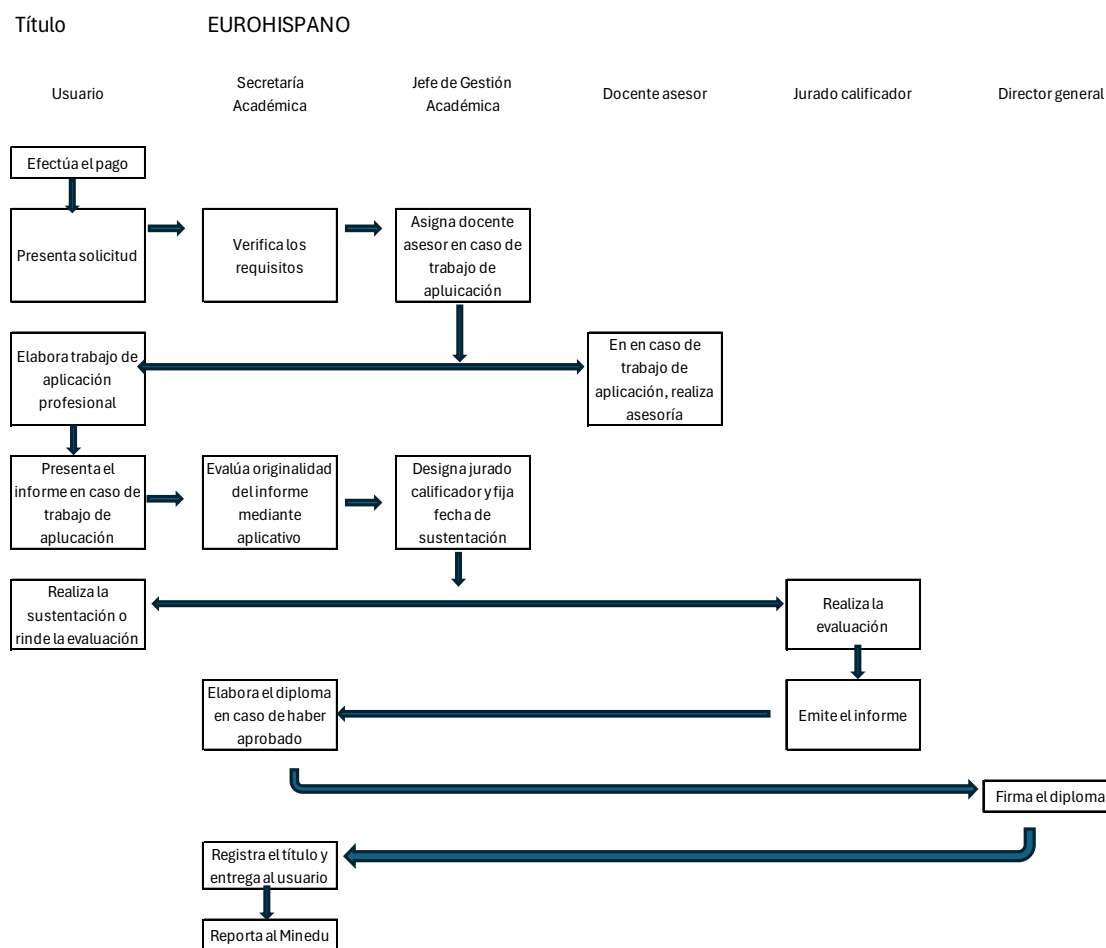 Título
EUROHISPANO
Usuario
Secretaría
Académica
Jefe de Gestión
Académica
Docente asesor
Jurado calificador
Director general
Efectúa el pago
Presenta solicitud
Verifica los
requisitos
Asigna docente
asesor en caso de
trabajo de
apluicación
Elabora trabajo de
aplicación
profesional
En en caso de
trabajo de
aplicación, realiza
asesoría
Presenta el
informe en caso de
trabajo de
aplucación
Evalúa originalidad
del informe
mediante
aplicativo
Designa jurado
calificador y fija
fecha de
sustentación
Realiza la
sustentación o
rinde la evaluación
Realiza la
evaluación
Elabora el diploma
en caso de haber
aprobado
Emite el informe
Firma el diploma
Registra el título y
entrega al usuario
Reporta al Minedu